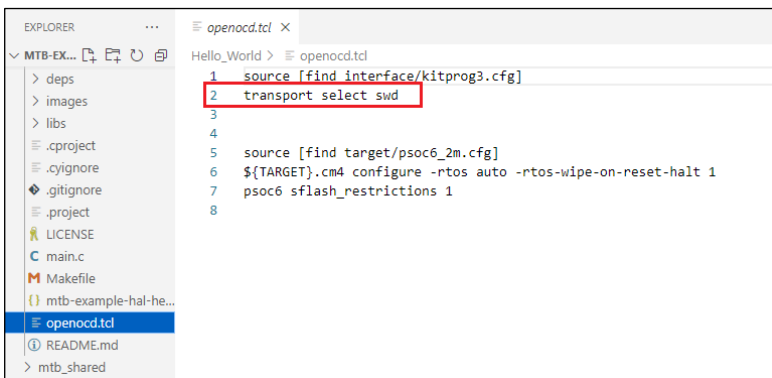 EXPLORER
MTB-EX...
deps
images
libs
.cproject
.cyignore
.gitignore
.project
LICENSE
C main.c
M Makefile
{} mtb-example-hal-he...
openocd.tcl
README.md
mtb_shared
openocd.tcl
Hello_World > openocd.tcl
1 source [find interface/kitprog3.cfg]
2 transport select swd
3
4
5 source [find target/psoc6_2m.cfg]
6 ${TARGET}.cm4 configure -rtos auto -rtos-wipe-on-reset-halt 1
7 psoc6 sflash_restrictions 1
8